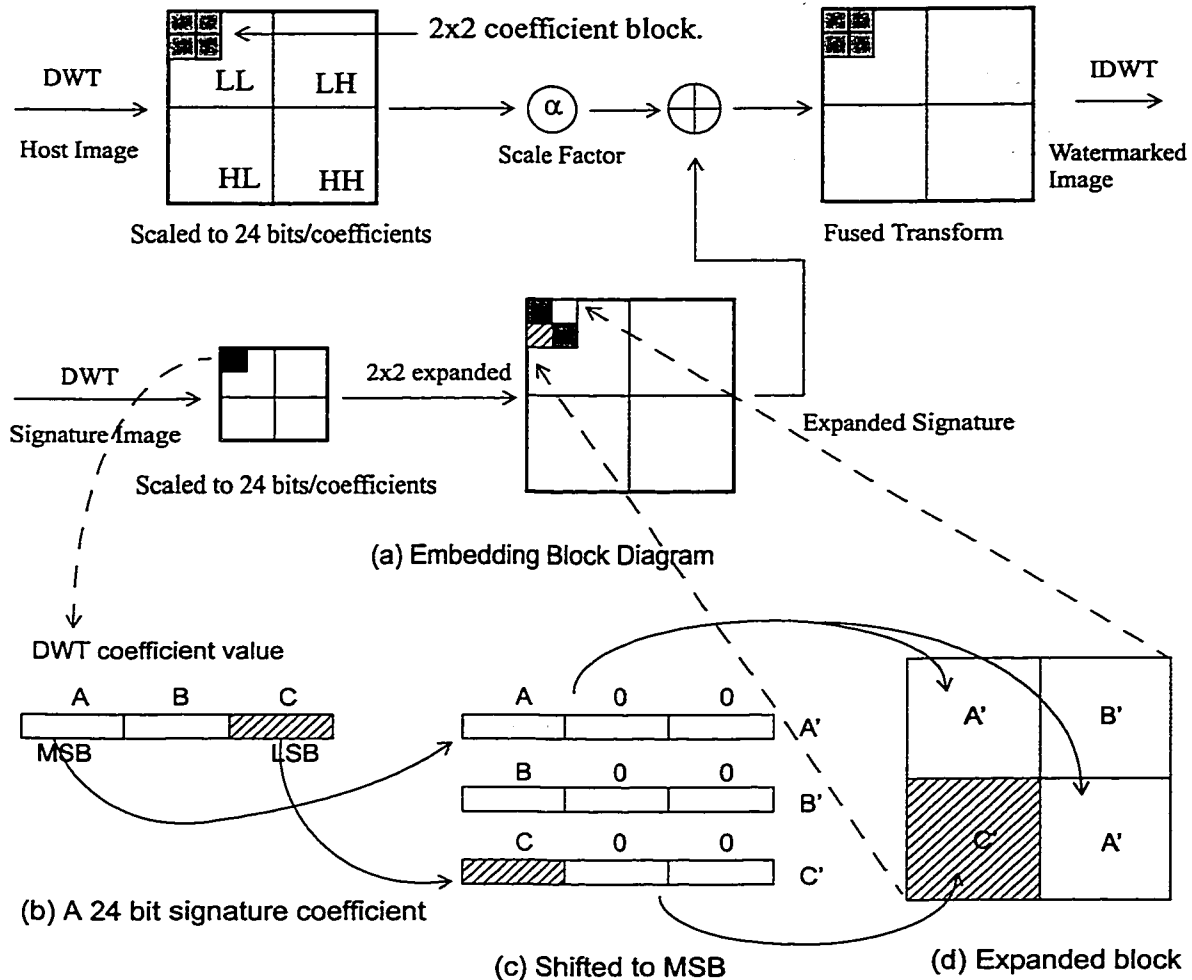 2x2 coefficient block.
DWT
LL
LH
α
IDWT
Host Image
Scale Factor
Watermarked
Image
HL
HH
Scaled to 24 bits/coefficients
Fused Transform
DWT
2x2 expanded
Signature Image
Expanded Signature
Scaled to 24 bits/coefficients
(a) Embedding Block Diagram
DWT coefficient value
A B C
MSB LSB
A 0 0
A'
B 0 0
B'
C 0 0
C'
A' B'
C' A'
(b) A 24 bit signature coefficient
(c) Shifted to MSB
(d) Expanded block